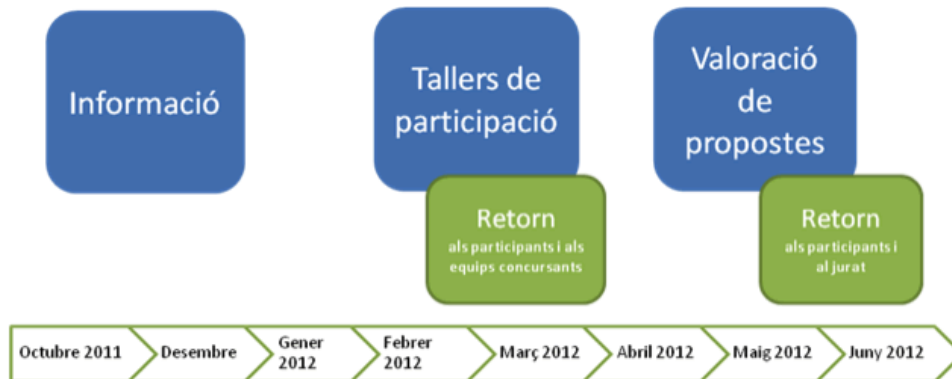 Informació
Tallers de
participació
Valoració
de
propostes
Retorn
als participants i als
equips concursants
Retorn
als participants i
al jurat
Octubre 2011
Desembre
Gener
2012
Febrer
2012
Març 2012
Abril 2012
Maig 2012
Juny 2012